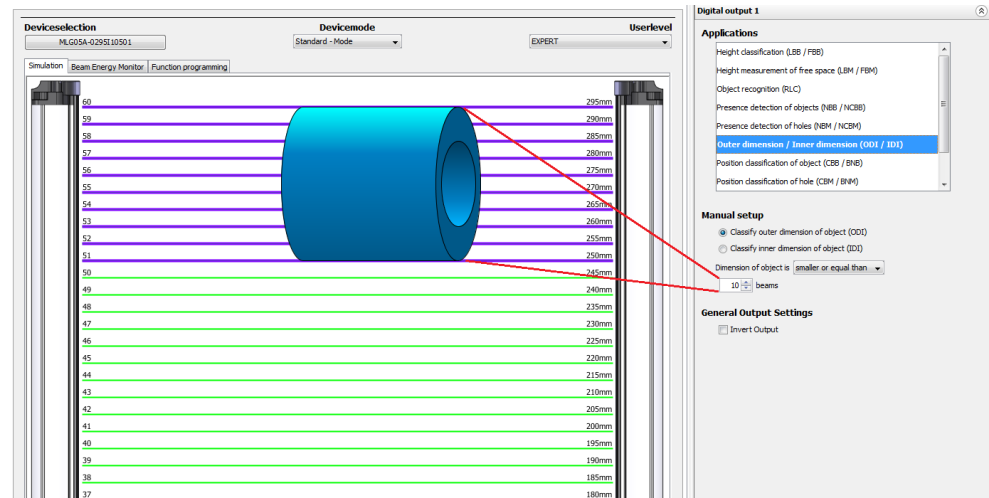 Deviceselection Devicemode Userlevel
MLG05A-0295I10501 Standard - Mode EXPERT
Simulation Beam Energy Monitor Function programming
60 295mm
59 290mm
58 285mm
57 280mm
56 275mm
55 270mm
54 265mm
53 260mm
52 255mm
51 250mm
50 245mm
49 240mm
48 235mm
47 230mm
46 225mm
45 220mm
44 215mm
43 210mm
42 205mm
41 200mm
40 195mm
39 190mm
38 185mm
37 180mm
Digital output 1
Applications
Height classification (LBB / FBB)
Height measurement of free space (LBM / FBM)
Object recognition (RLC)
Presence detection of objects (NBB / NCBB)
Presence detection of holes (NBM / NCBM)
Outer dimension / Inner dimension (ODI / IDI)
Position classification of object (CBB / BNB)
Position classification of hole (CBM / BNM)
Manual setup
Classify outer dimension of object (ODI)
Classify inner dimension of object (IDI)
Dimension of object is smaller or equal than
10 beams
General Output Settings
Invert Output